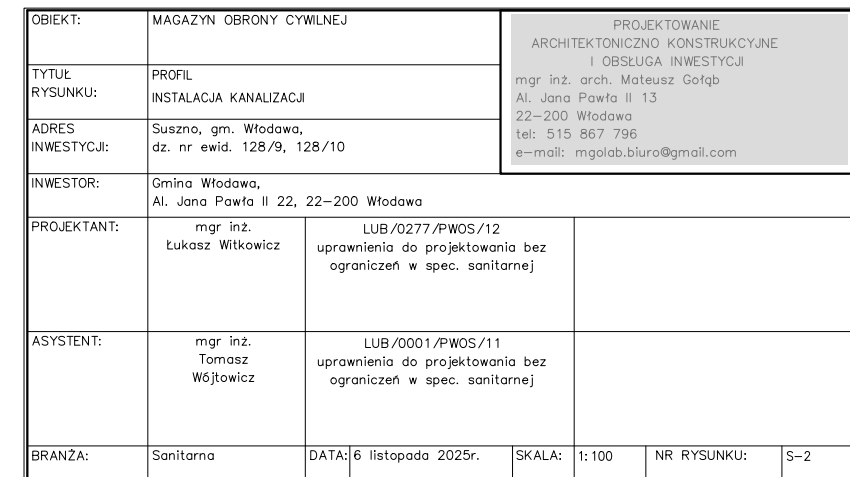 OBIEKT:
MAGAZYN OBRONY CYWILNEJ
PROJEKTOWANIE
ARCHITEKTONICZNO KONSTRUKCYJNE
I OBSŁUGA INWESTYCJI
mgr inż. arch. Mateusz Gołąb
Al. Jana Pawła II 13
22-200 Włodawa
tel: 515 867 796
e-mail: mgolab.biuro@gmail.com
TYTUŁ
RYSUNKU:
PROFIL
INSTALACJA KANALIZACJI
ADRES
INWESTYCJI:
Suszno, gm. Włodawa,
dz. nr ewid. 128/9, 128/10
INWESTOR:
Gmina Włodawa,
Al. Jana Pawła II 22, 22-200 Włodawa
PROJEKTANT:
mgr inż.
Łukasz Witkowicz
LUB/0277/PWOS/12
uprawnienia do projektowania bez
ograniczeń w spec. sanitarnej
ASYSTENT:
mgr inż.
Tomasz
Wójtowicz
LUB/0001/PWOS/11
uprawnienia do projektowania bez
ograniczeń w spec. sanitarnej
BRANŻA: Sanitarna DATA: 6 listopada 2025r. SKALA: 1:100 NR RYSUNKU: S-2